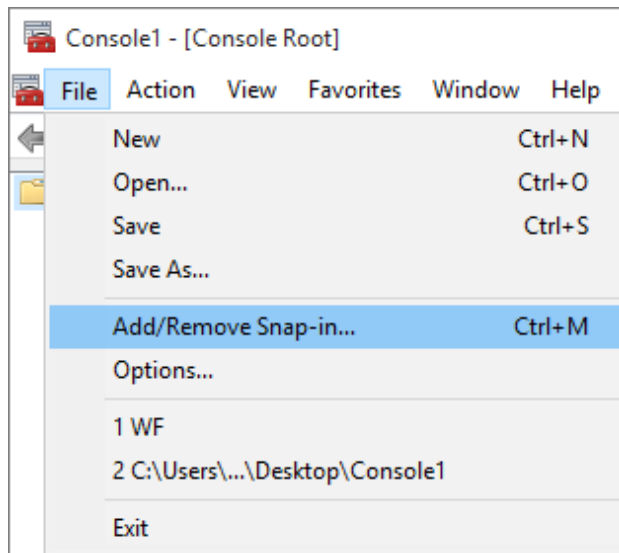 Console1 - [Console Root]
File Action View Favorites Window Help
New Ctrl+N
Open... Ctrl+O
Save Ctrl+S
Save As...
Add/Remove Snap-in... Ctrl+M
Options...
1 WF
2 C:\Users\...\Desktop\Console1
Exit